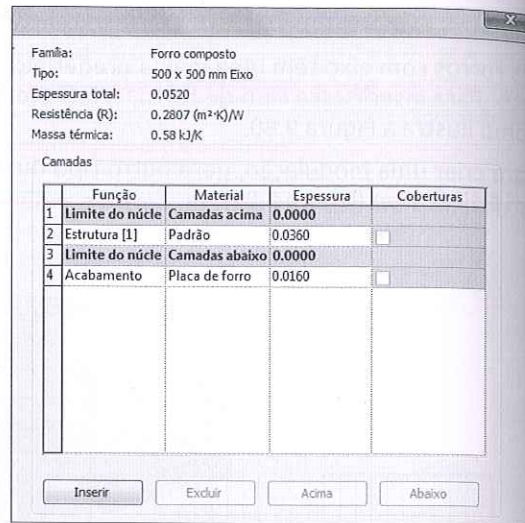 Família: Forro composto
Tipo: 500 x 500 mm Eixo
Espessura total: 0.0520
Resistência (R): 0.2807 (m²·K)/W
Massa térmica: 0.58 kJ/K
Camadas
Função Material Espessura Coberturas
1 Limite do núcle Camadas acima 0.0000
2 Estrutura [1] Padrão 0.0360
3 Limite do núcle Camadas abaixo 0.0000
4 Acabamento Placa de forro 0.0160
Inserir Excluir Acima Abaixo